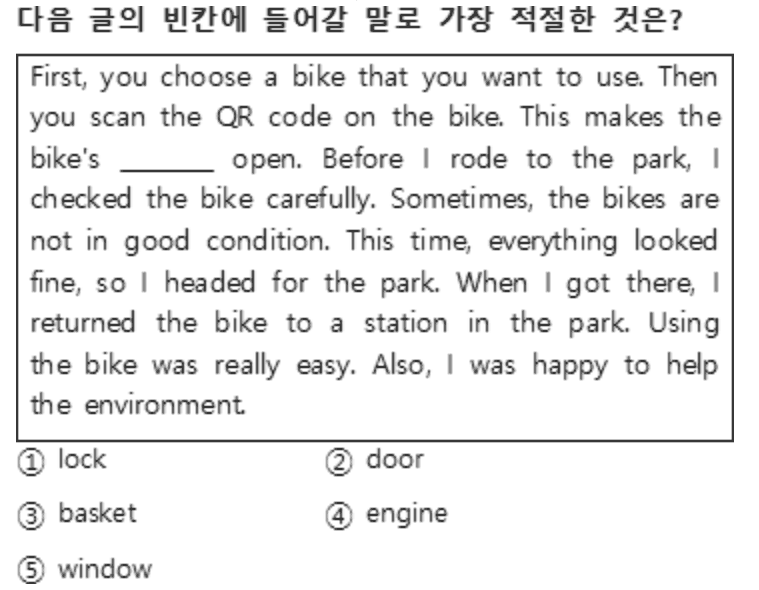 다음 글의 빈칸에 들어갈 말로 가장 적절한 것은?
First, you choose a bike that you want to use. Then
you scan the QR code on the bike. This makes the
bike's _______ open. Before I rode to the park, I
checked the bike carefully. Sometimes, the bikes are
not in good condition. This time, everything looked
fine, so I headed for the park. When I got there, I
returned the bike to a station in the park. Using
the bike was really easy. Also, I was happy to help
the environment.
① lock ② door
③ basket ④ engine
⑤ window